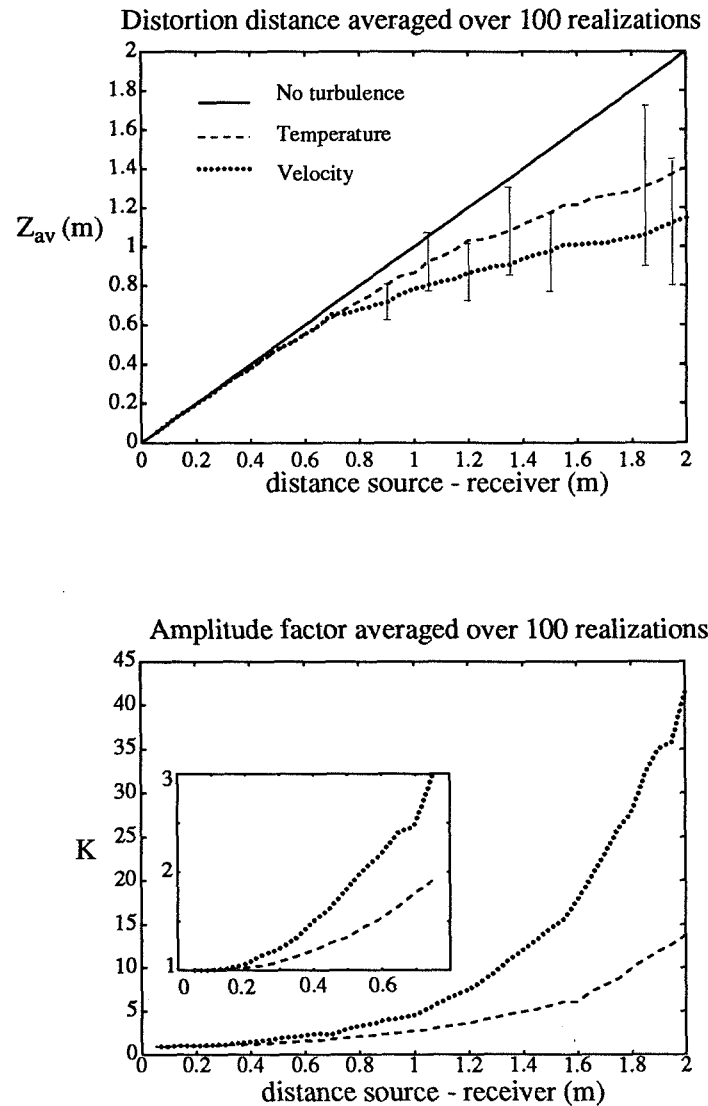 Distortion distance averaged over 100 realizations
2
1.8
1.6
1.4
1.2
1
0.8
0.6
0.4
0.2
0
Z_av (m)
No turbulence
Temperature
Velocity
0 0.2 0.4 0.6 0.8 1 1.2 1.4 1.6 1.8 2
distance source - receiver (m)
Amplitude factor averaged over 100 realizations
45
40
35
30
25
20
15
10
5
0
K
3
2
1
0 0.2 0.4 0.6
0.2 0.4 0.6 0.8 1 1.2 1.4 1.6 1.8 2
distance source - receiver (m)